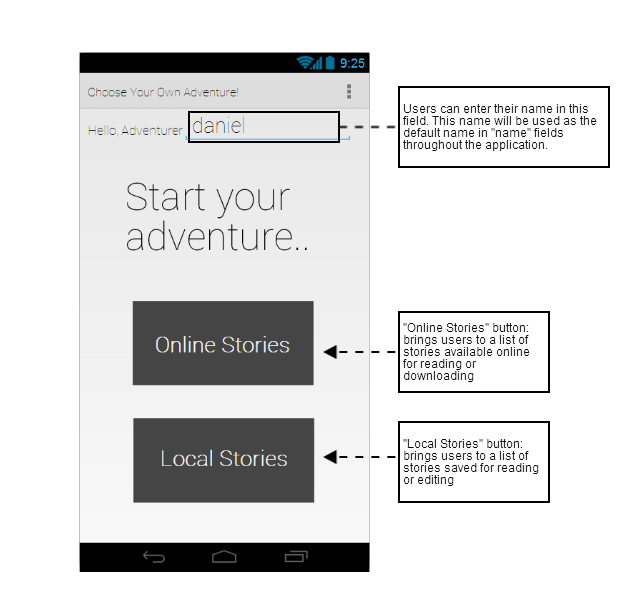 9:25
Choose Your Own Adventure!
Hello, Adventurer daniel
Users can enter their name in this
field. This name will be used as the
default name in "name" fields
throughout the application.
Start your
adventure..
Online Stories
"Online Stories" button:
brings users to a list of
stories available online
for reading or
downloading
Local Stories
"Local Stories" button:
brings users to a list of
stories saved for reading
or editing